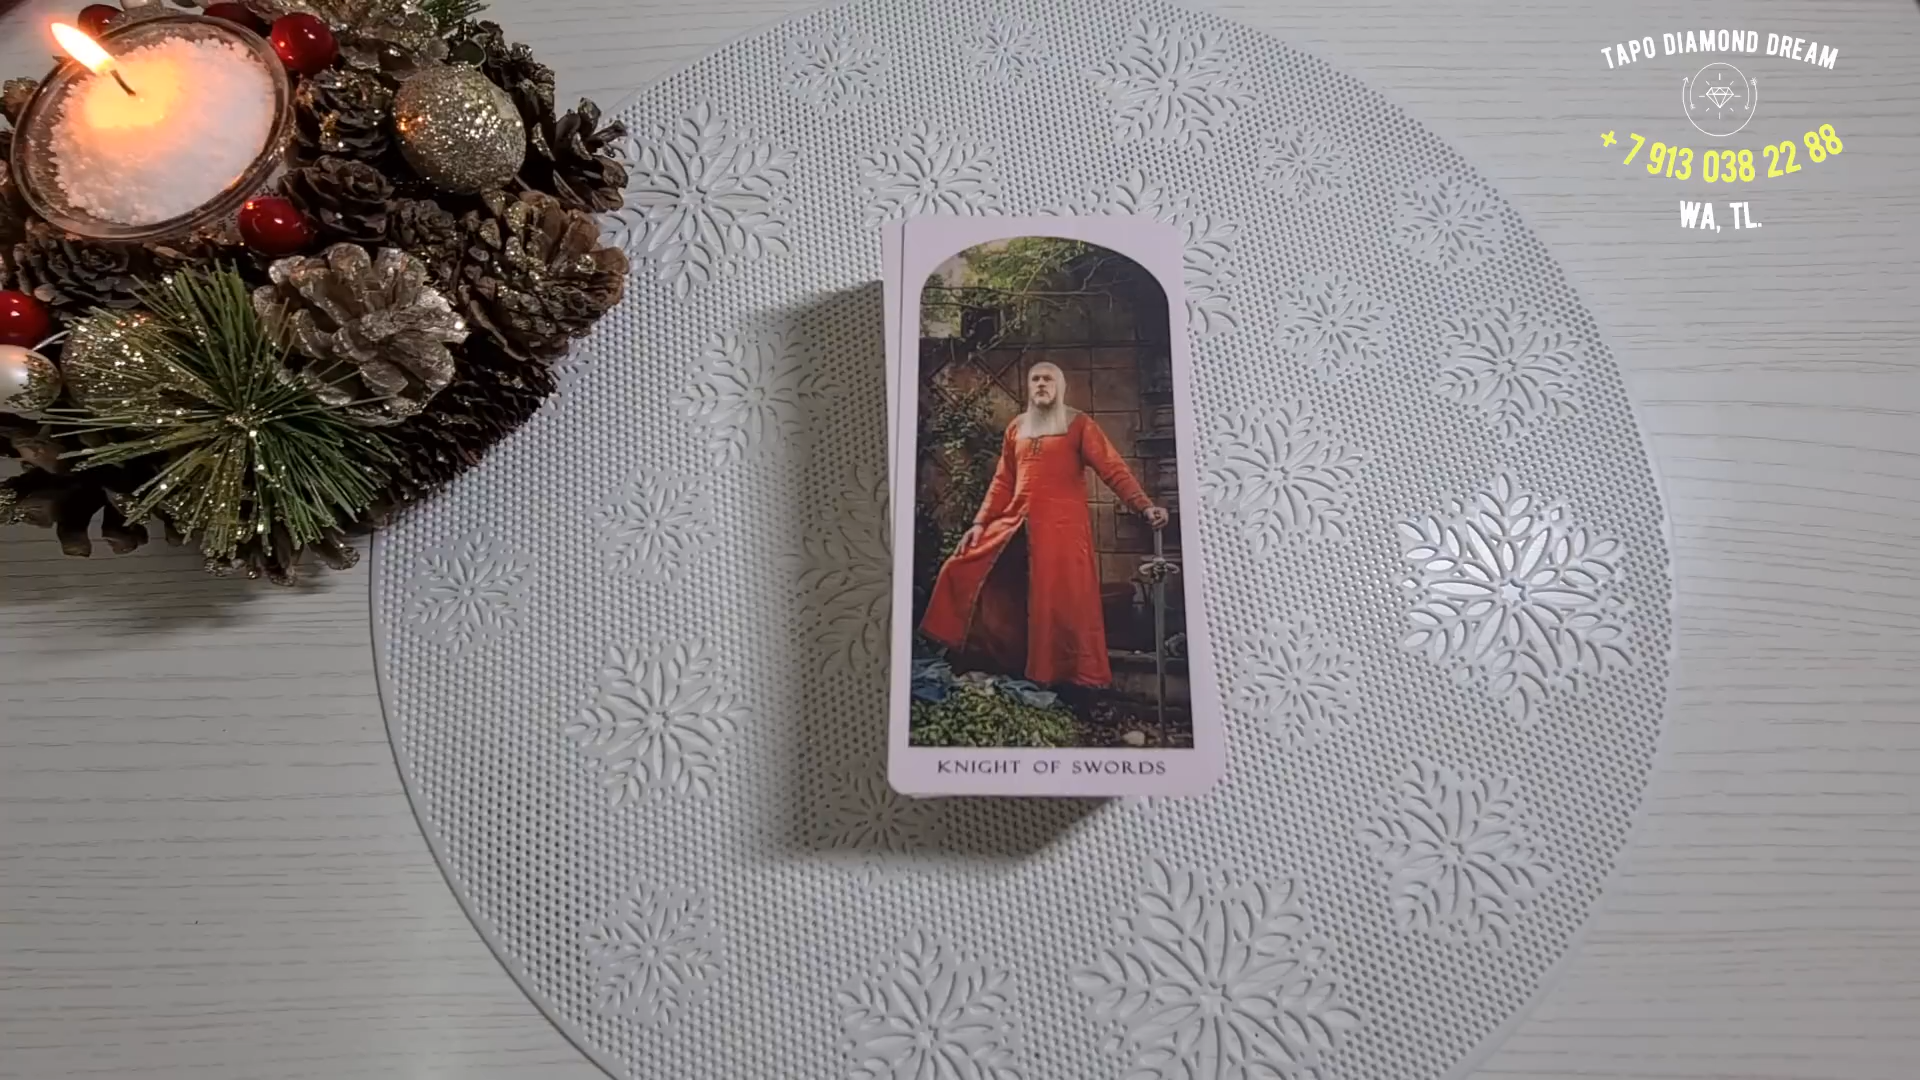 ТАРО DIAMOND DREAM
+ 7 913 038 22 88
WA, TL.
KNIGHT OF SWORDS